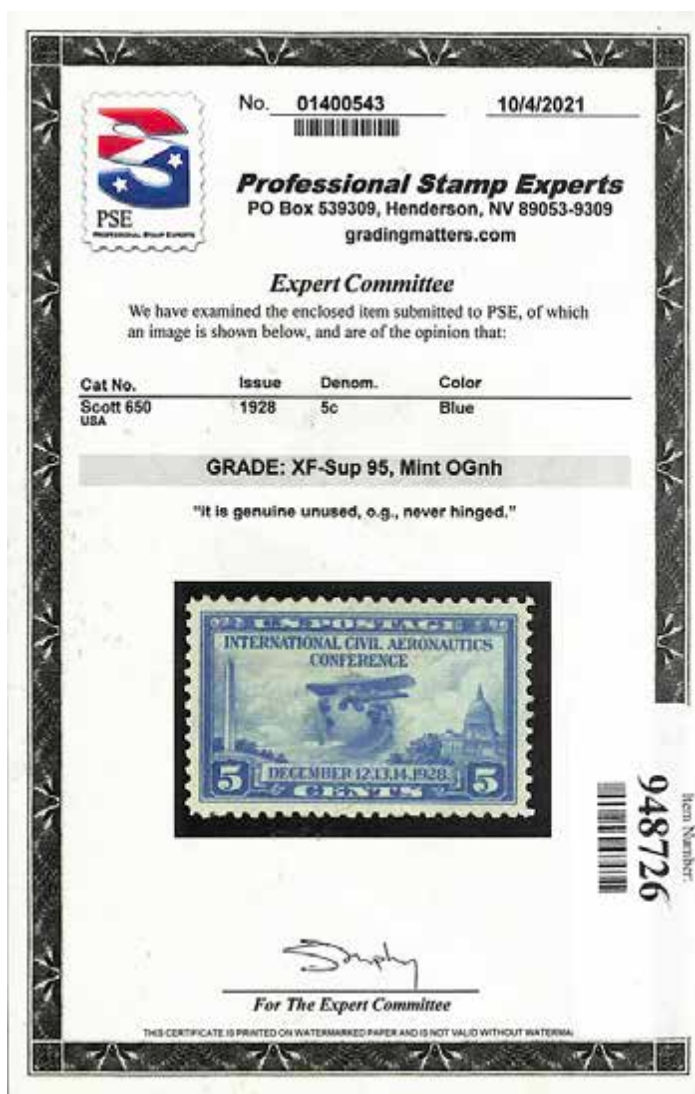 No. 01400543 10/4/2021
PSE
PROFESSIONAL STAMP EXPERTS
Professional Stamp Experts
PO Box 539309, Henderson, NV 89053-9309
gradingmatters.com
Expert Committee
We have examined the enclosed item submitted to PSE, of which
an image is shown below, and are of the opinion that:
Cat No. Issue Denom. Color
Scott 650 1928 5c Blue
USA
GRADE: XF-Sup 95, Mint OGnh
"it is genuine unused, o.g., never hinged."
U.S. POSTAGE
INTERNATIONAL CIVIL AERONAUTICS
CONFERENCE
DECEMBER 12.13.14.1928.
5 CENTS 5
Item Number:
948726
For The Expert Committee
THIS CERTIFICATE IS PRINTED ON WATERMARKED PAPER AND IS NOT VALID WITHOUT WATERMA